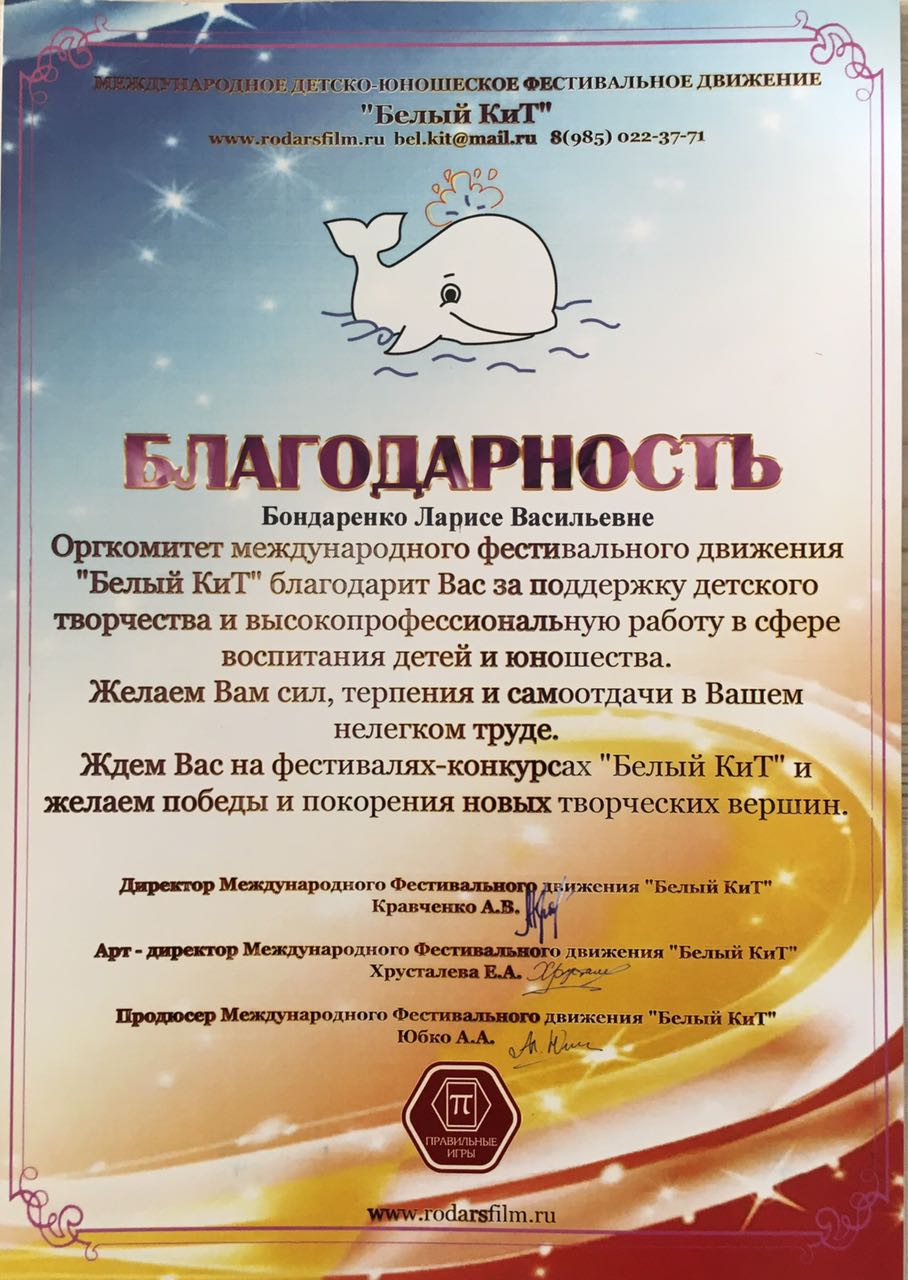 МЕЖДУНАРОДНОЕ ДЕТСКО-ЮНОШЕСКОЕ ФЕСТИВАЛЬНОЕ ДВИЖЕНИЕ
"Белый КиТ"
www.rodarsfilm.ru bel.kit@mail.ru 8(985) 022-37-71
БЛАГОДАРНОСТЬ
Бондаренко Ларисе Васильевне
Оргкомитет международного фестивального движения
"Белый КиТ" благодарит Вас за поддержку детского
творчества и высокопрофессиональную работу в сфере
воспитания детей и юношества.
Желаем Вам сил, терпения и самоотдачи в Вашем
нелегком труде.
Ждем Вас на фестивалях-конкурсах "Белый КиТ" и
желаем победы и покорения новых творческих вершин.
Директор Международного Фестивального движения "Белый КиТ"
Кравченко А.В.
Арт - директор Международного Фестивального движения "Белый КиТ"
Хрусталева Е.А.
Продюсер Международного Фестивального движения "Белый КиТ"
Юбко А.А.
π
ПРАВИЛЬНЫЕ
ИГРЫ
www.rodarsfilm.ru